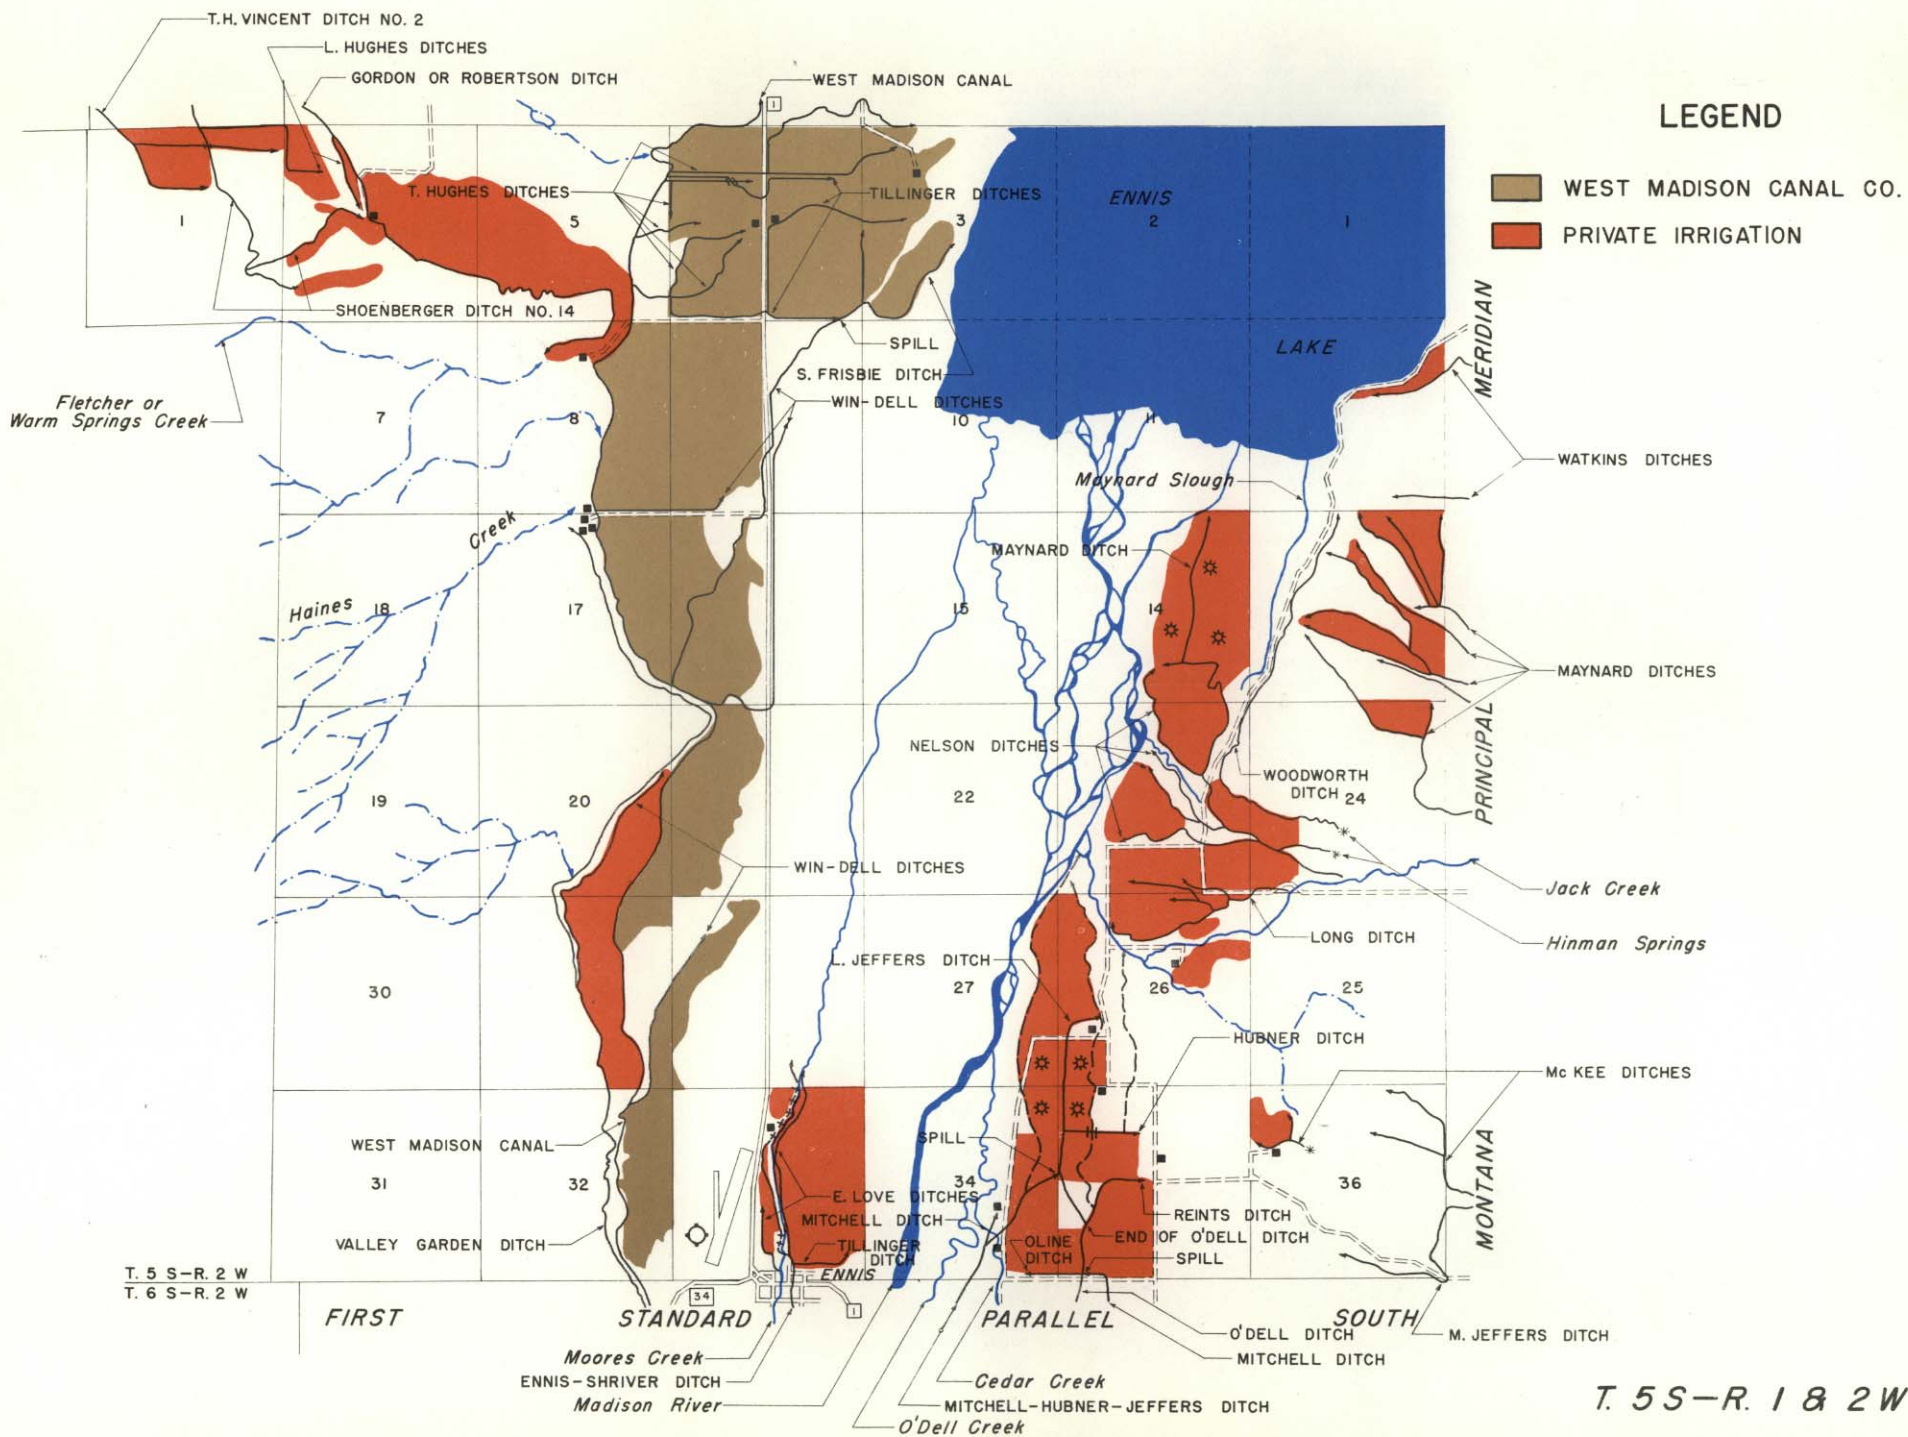 T.H. VINCENT DITCH NO. 2
L. HUGHES DITCHES
GORDON OR ROBERTSON DITCH
WEST MADISON CANAL
1
LEGEND
WEST MADISON CANAL CO.
PRIVATE IRRIGATION
T. HUGHES DITCHES
TILLINGER DITCHES
ENNIS
1
5
3
2
1
SHOENBERGER DITCH NO. 14
SPILL
LAKE
MERIDIAN
S. FRISBIE DITCH
WIN-DELL DITCHES
Fletcher or
Warm Springs Creek
7
8
10
11
WATKINS DITCHES
Maynard Slough
Creek
MAYNARD DITCH
Haines
18
17
15
14
MAYNARD DITCHES
PRINCIPAL
NELSON DITCHES
WOODWORTH
DITCH
24
19
20
22
WIN-DELL DITCHES
Jack Creek
LONG DITCH
Hinman Springs
L. JEFFERS DITCH
30
27
26
25
HUBNER DITCH
Mc KEE DITCHES
WEST MADISON CANAL
SPILL
MONTANA
31
32
34
36
E. LOVE DITCHES
MITCHELL DITCH
REINTS DITCH
VALLEY GARDEN DITCH
TILLINGER
DITCH
OLINE
DITCH
END OF O'DELL DITCH
SPILL
ENNIS
T. 5 S-R. 2 W
T. 6 S-R. 2 W
34
1
FIRST STANDARD PARALLEL SOUTH
O'DELL DITCH
M. JEFFERS DITCH
Moores Creek
MITCHELL DITCH
ENNIS-SHRIVER DITCH
Cedar Creek
Madison River
MITCHELL-HUBNER-JEFFERS DITCH
O'Dell Creek
T. 5 S-R. 1 & 2 W